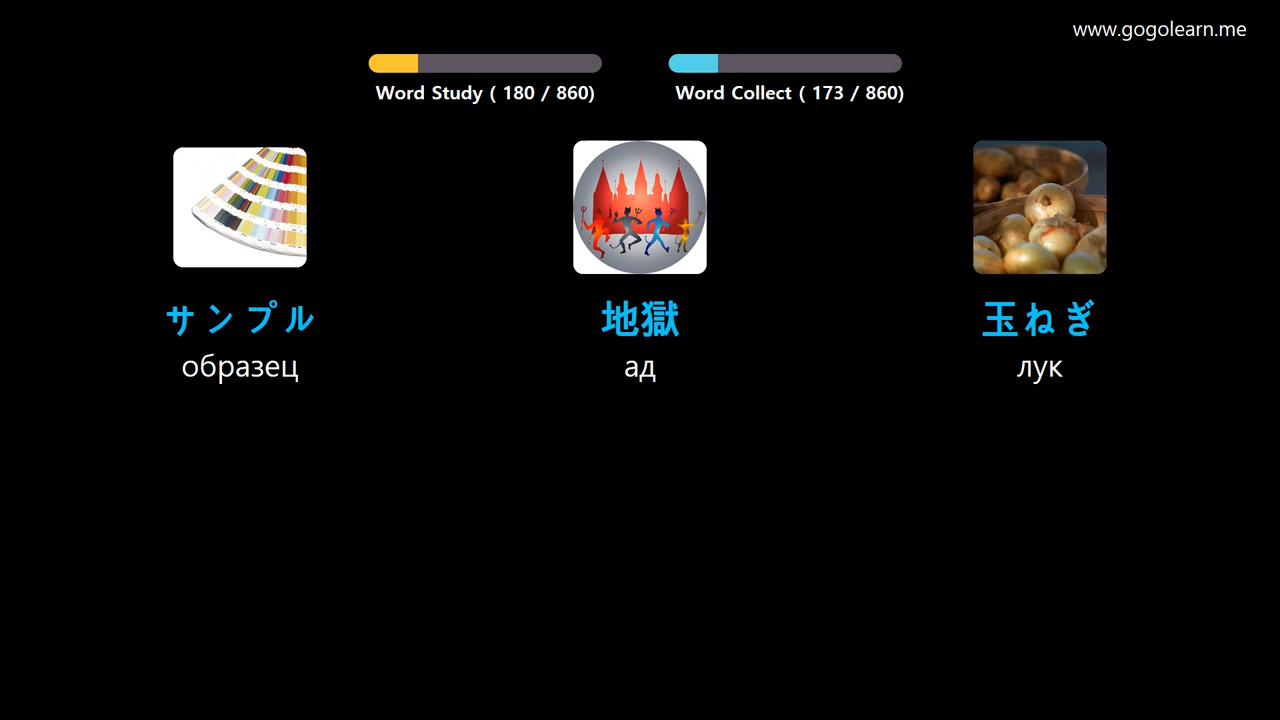 www.gogolearn.me
Word Study ( 180 / 860)
Word Collect ( 173 / 860)
サンプル
地獄
玉ねぎ
образец
ад
лук